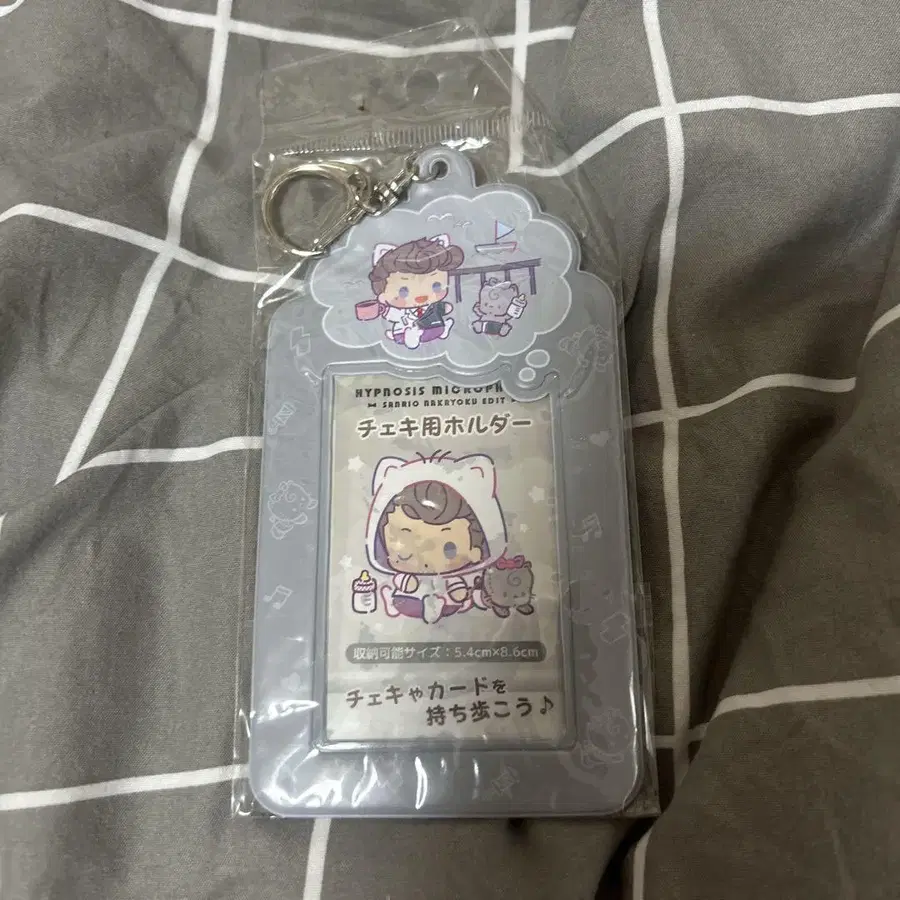 HYPNOSIS MICROPH
SANRIO NAKAYOKU EDIT
チェキ用ホルダー
収納可能サイズ：5.4cm×8.6cm
チェキやカードを
持ち歩こう♪